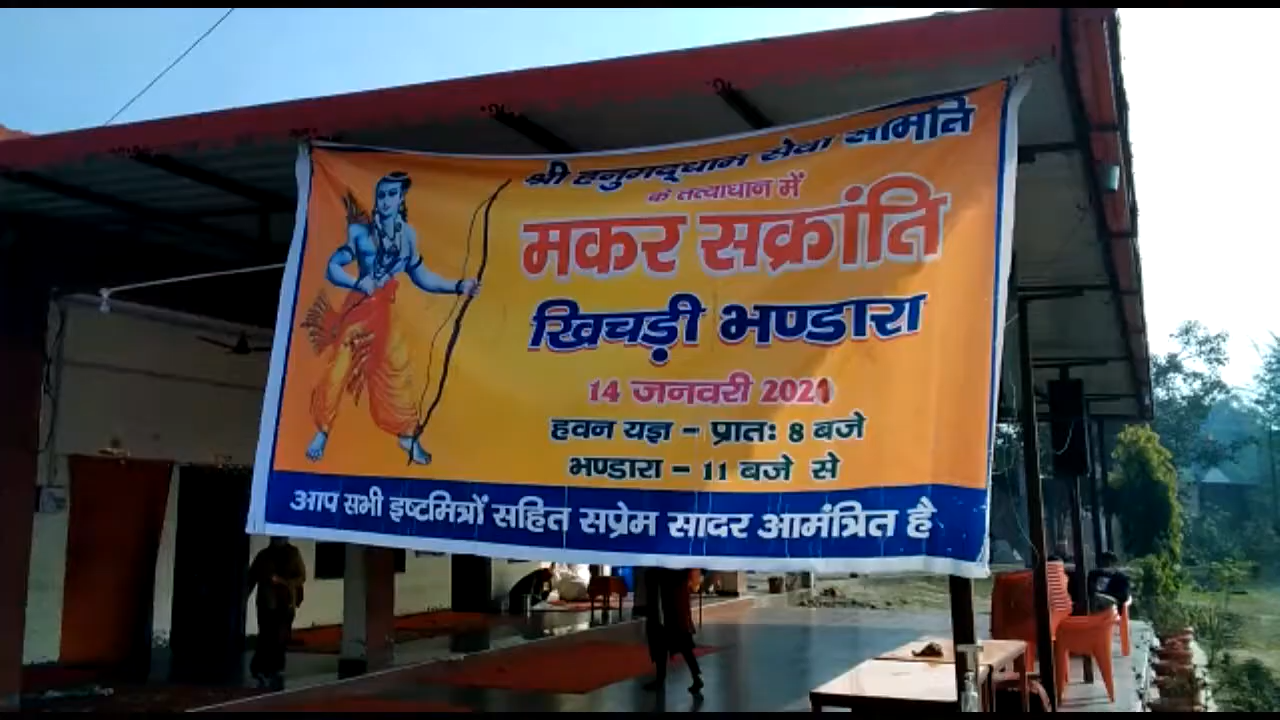 श्री हनुमद्धाम सेवा समिति
के तत्वाधान में
मकर सक्रांति
खिचड़ी भण्डारा
14 जनवरी 2021
हवन यज्ञ - प्रातः 8 बजे
भण्डारा - 11 बजे से
आप सभी इष्टमित्रों सहित सप्रेम सादर आमंत्रित है